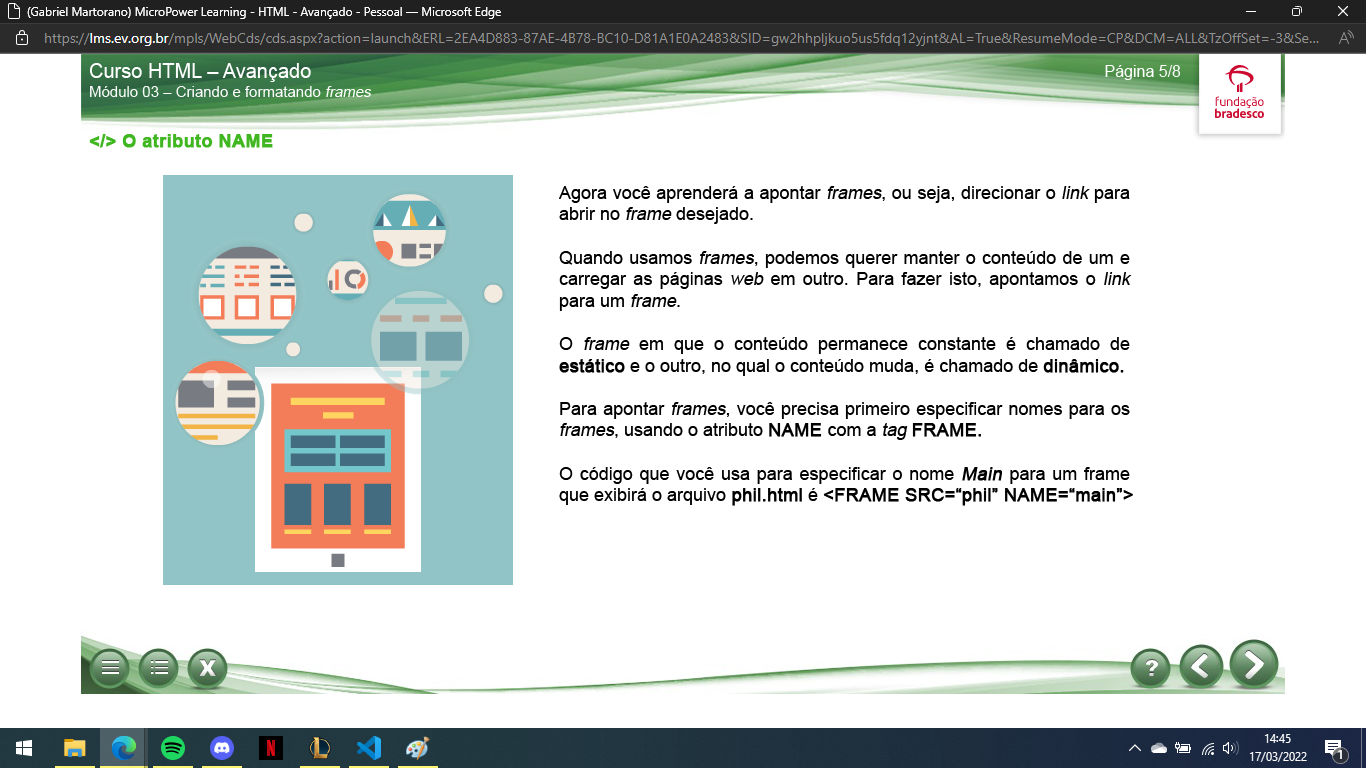 (Gabriel Martorano) MicroPower Learning - HTML - Avançado - Pessoal — Microsoft Edge
https://lms.ev.org.br/mpls/WebCds/cds.aspx?action=launch&ERL=2EA4D883-87AE-4B78-BC10-D81A1E0A2483&SID=gw2hhpljkuo5us5fdq12yjnt&AL=True&ResumeMode=CP&DCM=ALL&TzOffSet=-3&Se...
Curso HTML – Avançado
Página 5/8
Módulo 03 – Criando e formatando frames
fundação
bradesco
</> O atributo NAME
Agora você aprenderá a apontar frames, ou seja, direcionar o link para
abrir no frame desejado.
Quando usamos frames, podemos querer manter o conteúdo de um e
carregar as páginas web em outro. Para fazer isto, apontamos o link
para um frame.
O frame em que o conteúdo permanece constante é chamado de
estático e o outro, no qual o conteúdo muda, é chamado de dinâmico.
Para apontar frames, você precisa primeiro especificar nomes para os
frames, usando o atributo NAME com a tag FRAME.
O código que você usa para especificar o nome Main para um frame
que exibirá o arquivo phil.html é <FRAME SRC=“phil” NAME=“main”>
X
?
14:45
17/03/2022
1